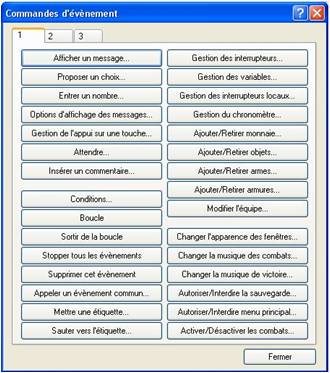 Commandes d'évènement
1 2 3
Afficher un message...
Proposer un choix...
Entrer un nombre...
Options d'affichage des messages...
Gestion de l'appui sur une touche...
Attendre...
Insérer un commentaire...
Conditions...
Boucle
Sortir de la boucle
Stopper tous les évènements
Supprimer cet évènement
Appeler un évènement commun...
Mettre une étiquette...
Sauter vers l'étiquette...
Gestion des interrupteurs...
Gestion des variables...
Gestion des interrupteurs locaux...
Gestion du chronomètre...
Ajouter/Retirer monnaie...
Ajouter/Retirer objets...
Ajouter/Retirer armes...
Ajouter/Retirer armures...
Modifier l'équipe...
Changer l'apparence des fenêtres...
Changer la musique des combats...
Changer la musique de victoire...
Autoriser/Interdire la sauvegarde...
Autoriser/Interdire menu principal...
Activer/Désactiver les combats...
Fermer